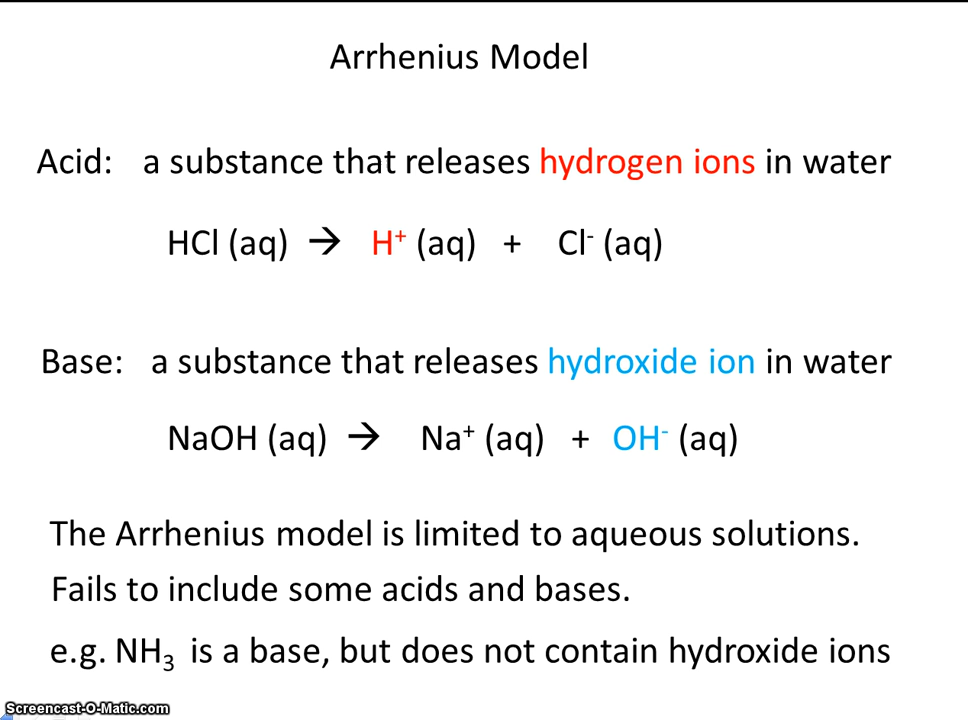 Arrhenius Model
Acid: a substance that releases hydrogen ions in water
HCl (aq) → H⁺ (aq) + Cl⁻ (aq)
Base: a substance that releases hydroxide ion in water
NaOH (aq) → Na⁺ (aq) + OH⁻ (aq)
The Arrhenius model is limited to aqueous solutions.
Fails to include some acids and bases.
e.g. NH₃ is a base, but does not contain hydroxide ions
Screencast-O-Matic.com